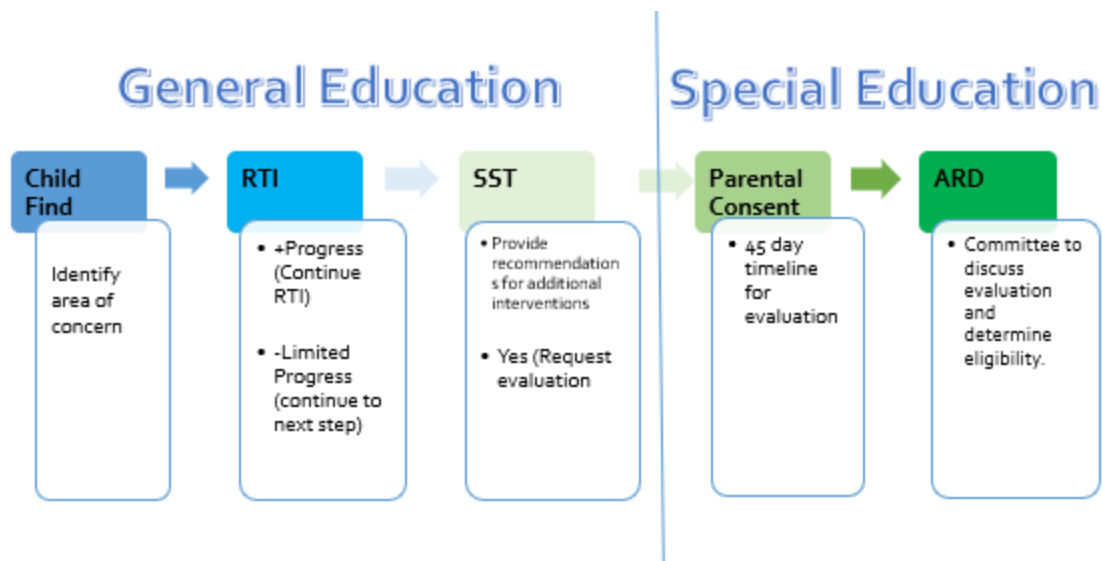 General Education
Special Education
Child
Find
Identify
area of
concern
RTI
• +Progress
(Continue
RTI)
• -Limited
Progress
(continue to
next step)
SST
• Provide
recommendation
s for additional
interventions
• Yes (Request
evaluation
Parental
Consent
• 45 day
timeline
for
evaluation
ARD
• Committee to
discuss
evaluation
and
determine
eligibility.